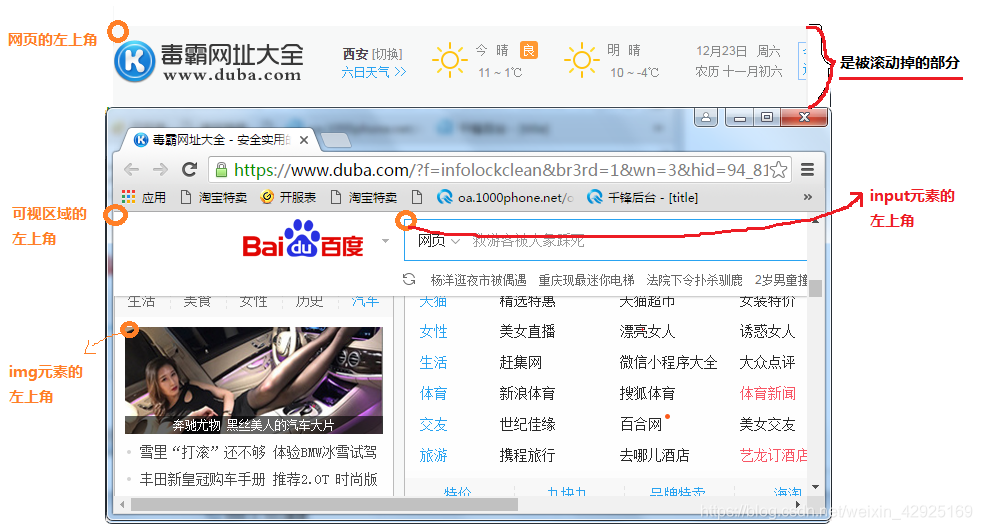 网页的左上角
毒霸网址大全
www.duba.com
西安 [切换]
六日天气
今 晴 良
11 ~ 1℃
明 晴
10 ~ -4℃
12月23日 周六
农历 十一月初六
是被滚动掉的部分
毒霸网址大全 - 安全实用的
https://www.duba.com/?f=infolockclean&br3rd=1&wn=3&hid=94_81
应用 淘宝特卖 开服表 淘宝特卖 oa.1000phone.net/ 千锋后台 - [title]
input元素的
左上角
可视区域的
左上角
Bai du 百度
网页 救游客被大象踩死
杨洋逛夜市被偶遇 重庆现最迷你电梯 法院下令扑杀驯鹿 2岁男童撞
生活 美食 女性 历史 汽车
天猫 精选特惠 天猫超市 女装特价
女性 美女直播 漂亮女人 诱惑女人
生活 赶集网 微信小程序大全 大众点评
体育 新浪体育 搜狐体育 体育新闻
交友 世纪佳缘 百合网 美女交友
旅游 携程旅行 去哪儿酒店 艺龙订酒店
特价 九块九 品牌特卖 海淘
img元素的
左上角
奔驰尤物 黑丝美人的汽车大片
雪里“打滚”还不够 体验BMW冰雪试驾
丰田新皇冠购车手册 推荐2.0T 时尚版
https://blog.csdn.net/weixin_42925169